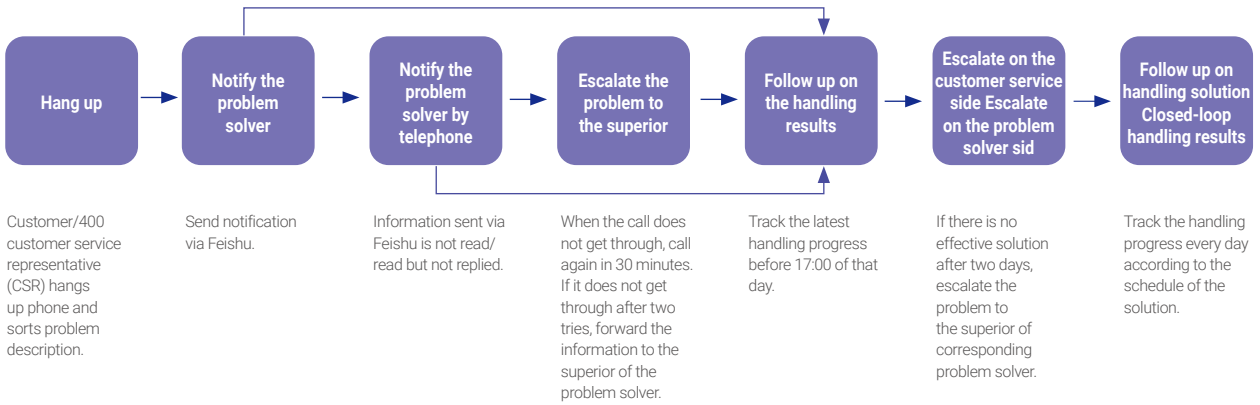 Hang up
Notify the
problem
solver
Notify the
problem
solver by
telephone
Escalate the
problem to
the superior
Follow up on
the handling
results
Escalate on the
customer service
side Escalate
on the problem
solver sid
Follow up on
handling solution
Closed-loop
handling results
Customer/400
customer service
representative
(CSR) hangs
up phone and
sorts problem
description.
Send notification
via Feishu.
Information sent via
Feishu is not read/
read but not replied.
When the call does
not get through, call
again in 30 minutes.
If it does not get
through after two
tries, forward the
information to the
superior of the
problem solver.
Track the latest
handling progress
before 17:00 of that
day.
If there is no
effective solution
after two days,
escalate the
problem to
the superior of
corresponding
problem solver.
Track the handling
progress every day
according to the
schedule of the
solution.